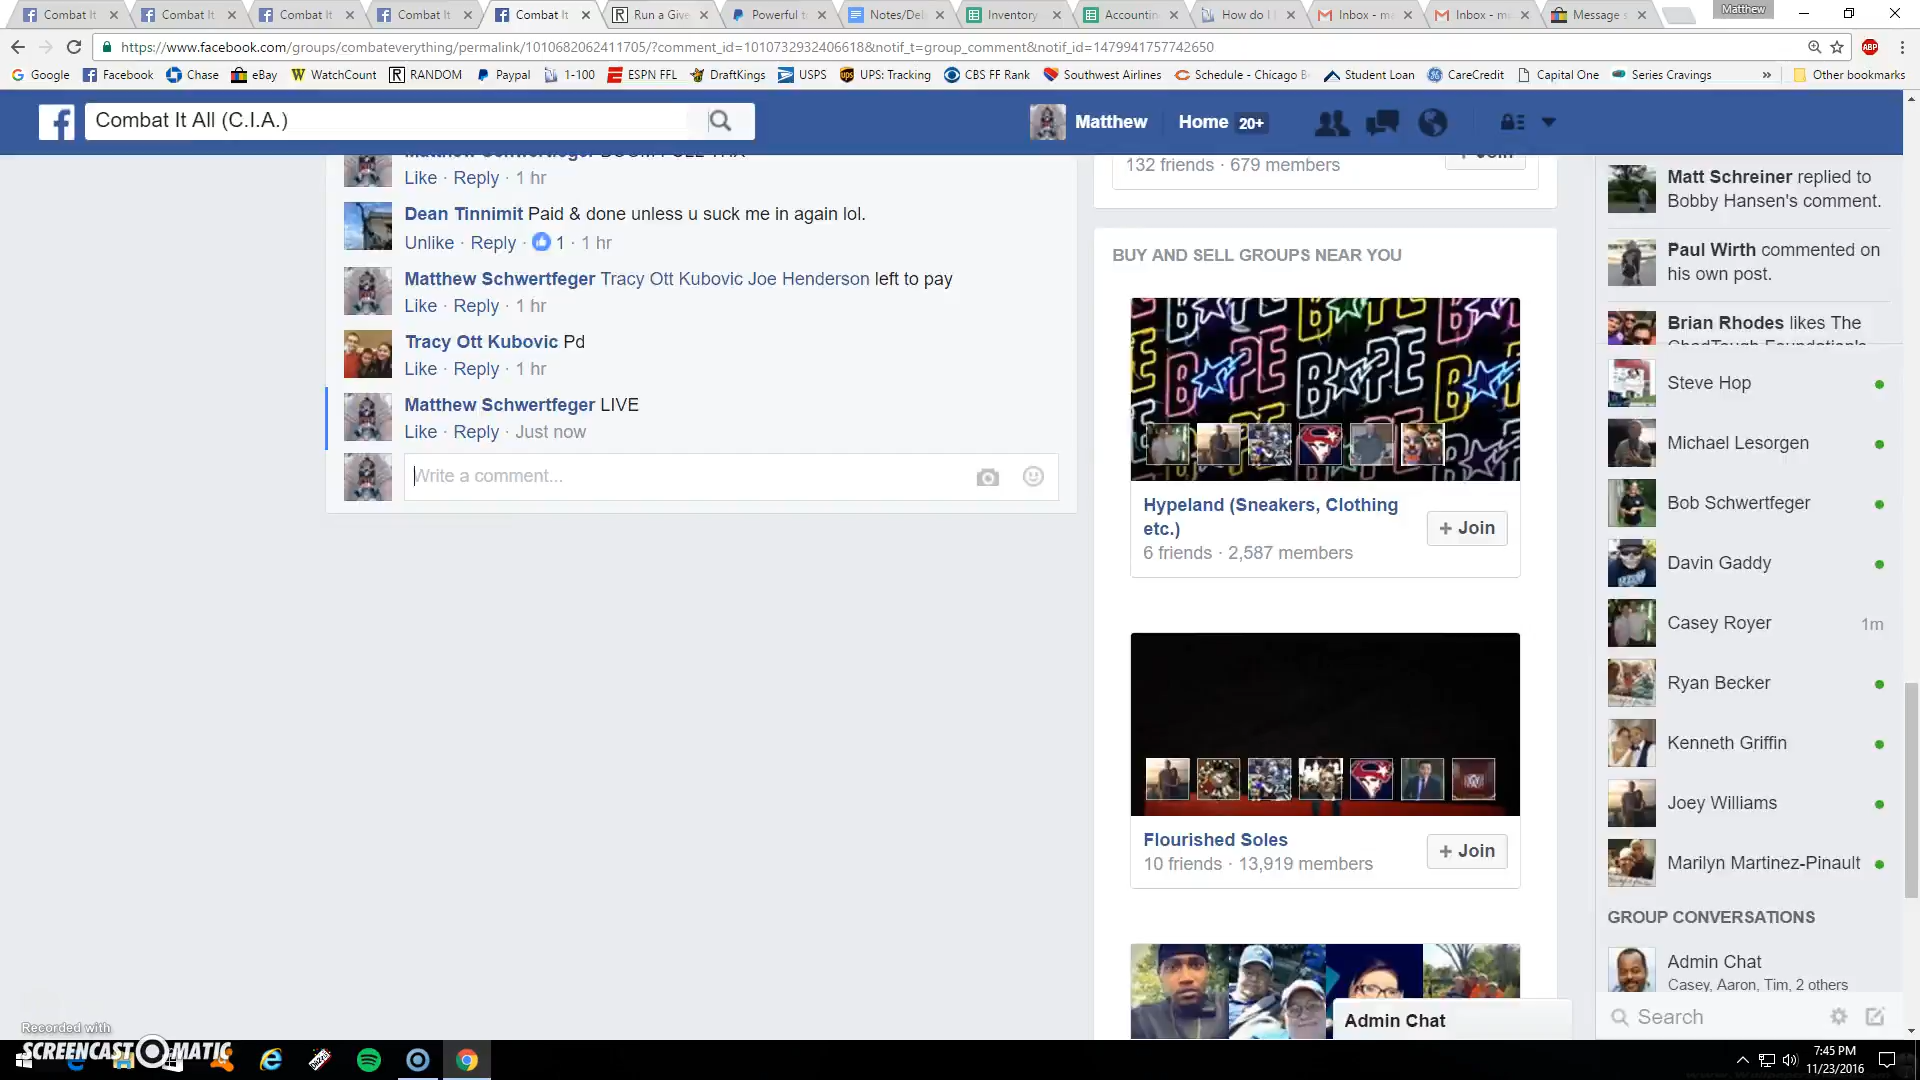 Combat It
Combat It
Combat It
Combat It
Combat It
Run a Give
Powerful t
Notes/Del
Inventory
Accountin
How do I
Inbox - m
Inbox - m
Message s
Matthew
https://www.facebook.com/groups/combateverything/permalink/1010682062411705/?comment_id=1010732932406618&notif_t=group_comment&notif_id=1479941757742650
ABP
Google Facebook Chase eBay WatchCount RANDOM Paypal 1-100 ESPN FFL DraftKings USPS UPS: Tracking CBS FF Rank Southwest Airlines Schedule - Chicago B Student Loan CareCredit Capital One Series Cravings » Other bookmarks
Combat It All (C.I.A.)
Matthew Home 20+
Matthew Schwertfeger
Like · Reply · 1 hr
Dean Tinnimit Paid & done unless u suck me in again lol.
Unlike · Reply · 1 · 1 hr
Matthew Schwertfeger Tracy Ott Kubovic Joe Henderson left to pay
Like · Reply · 1 hr
Tracy Ott Kubovic Pd
Like · Reply · 1 hr
Matthew Schwertfeger LIVE
Like · Reply · Just now
Write a comment...
132 friends · 679 members
+ Join
BUY AND SELL GROUPS NEAR YOU
Hypeland (Sneakers, Clothing
etc.)
6 friends · 2,587 members
+ Join
Flourished Soles
10 friends · 13,919 members
+ Join
Admin Chat
Matt Schreiner replied to
Bobby Hansen's comment.
Paul Wirth commented on
his own post.
Brian Rhodes likes The
ChadTough Foundation's
Steve Hop
Michael Lesorgen
Bob Schwertfeger
Davin Gaddy
Casey Royer 1m
Ryan Becker
Kenneth Griffin
Joey Williams
Marilyn Martinez-Pinault
GROUP CONVERSATIONS
Admin Chat
Casey, Aaron, Tim, 2 others
Search
Recorded with
SCREENCAST-O-MATIC
7:45 PM
11/23/2016